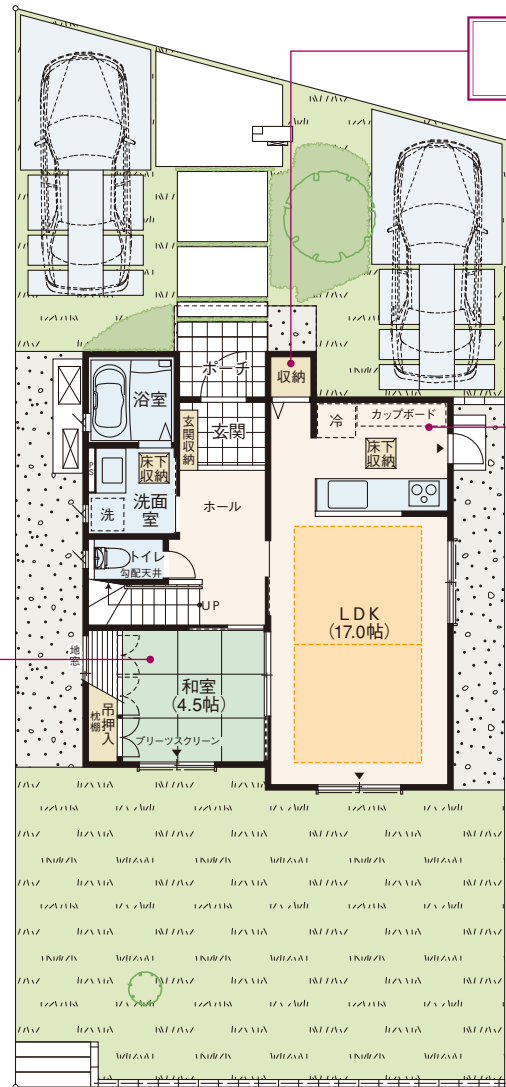 ポーチ
収納
浴室
冷
カップボード
玄関収納
玄関
床下
収納
PS
床下
収納
洗面
室
洗
ホール
トイレ
勾配天井
UP
LDK
(17.0帖)
地窓
和室
(4.5帖)
吊押入
枕棚
プリーツスクリーン